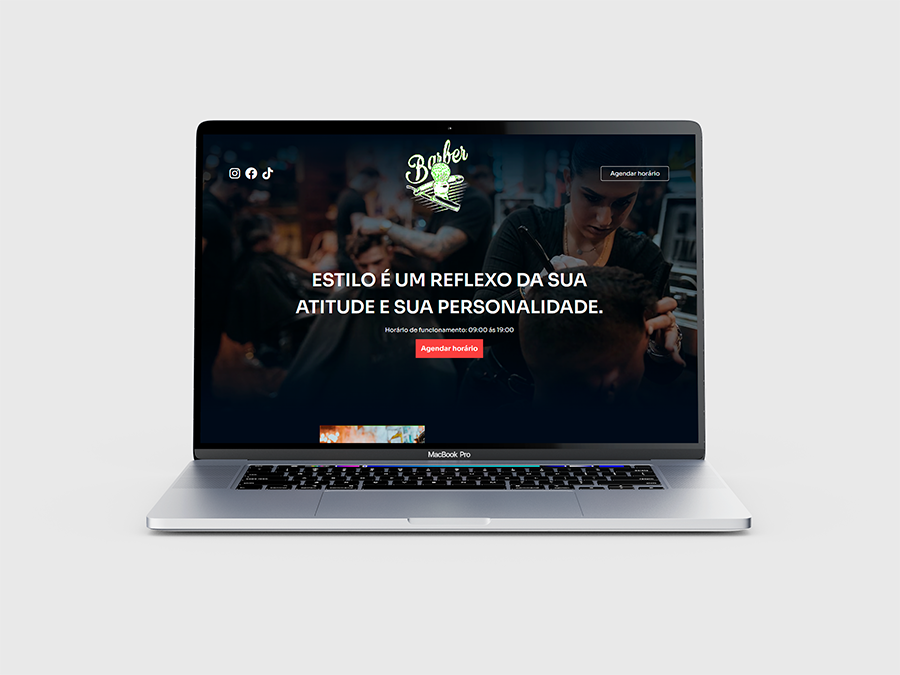 Barber
Agendar horário
ESTILO É UM REFLEXO DA SUA
ATITUDE E SUA PERSONALIDADE.
Horário de funcionamento: 09:00 ás 19:00
Agendar horário
MacBook Pro